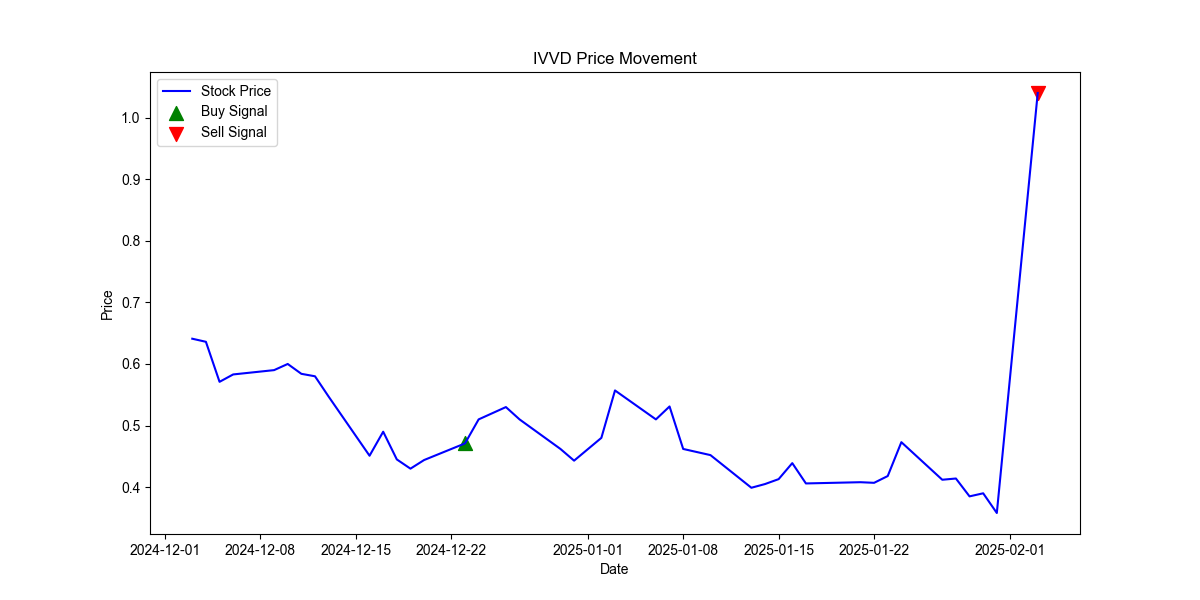 IVVD Price Movement
Stock Price
Buy Signal
Sell Signal
1.0
0.9
0.8
0.7
0.6
0.5
0.4
Price
2024-12-01 2024-12-08 2024-12-15 2024-12-22 2025-01-01 2025-01-08 2025-01-15 2025-01-22 2025-02-01
Date